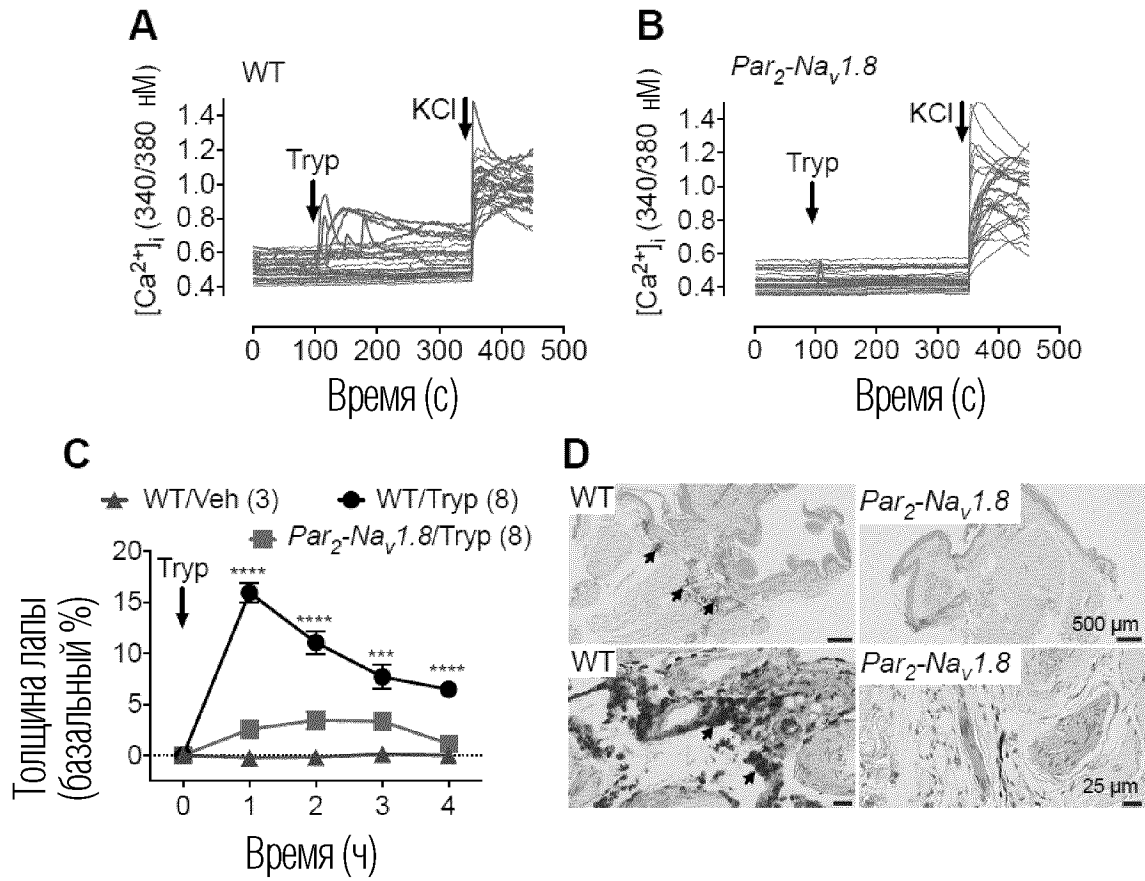 A
WT
[Ca²⁺]ᵢ (340/380 нМ)
1.4
1.2
1.0
0.8
0.6
0.4
Tryp
KCl
0 100 200 300 400 500
Время (с)
B
Par₂-Naᵥ1.8
[Ca²⁺]ᵢ (340/380 нМ)
1.4
1.2
1.0
0.8
0.6
0.4
Tryp
KCl
0 100 200 300 400 500
Время (с)
C
WT/Veh (3) WT/Tryp (8)
Par₂-Naᵥ1.8/Tryp (8)
Толщина лапы
(базальный %)
20
15
10
5
0
Tryp
**** **** *** ****
0 1 2 3 4
Время (ч)
D
WT
Par₂-Naᵥ1.8
500 µm
WT
Par₂-Naᵥ1.8
25 µm